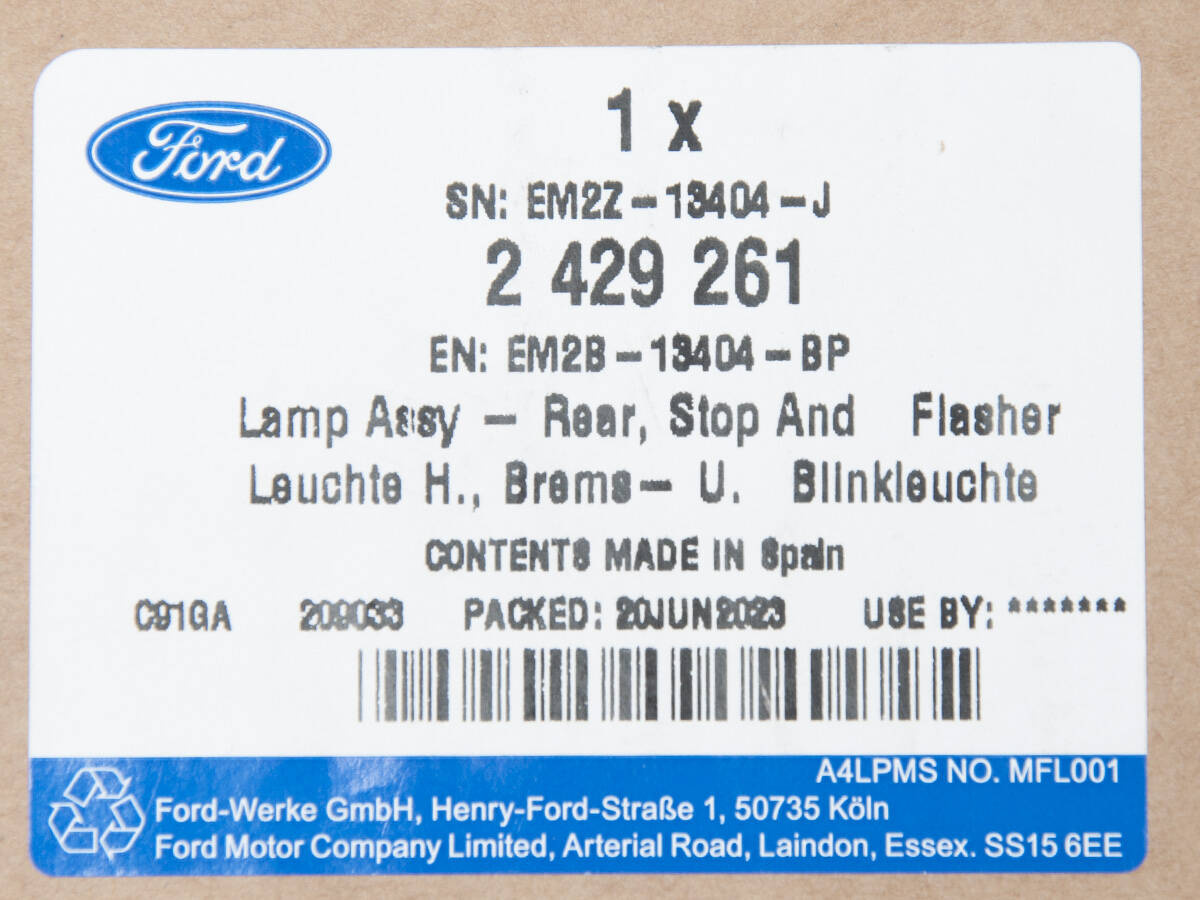 Ford
1 x
SN: EM2Z-13404-J
2 429 261
EN: EM2B-13404-BP
Lamp Assy - Rear, Stop And Flasher
Leuchte H., Brems- U. Blinkleuchte
CONTENTS MADE IN Spain
C91GA 209033 PACKED: 20JUN2023 USE BY: *******
A4LPMS NO. MFL001
Ford-Werke GmbH, Henry-Ford-Straße 1, 50735 Köln
Ford Motor Company Limited, Arterial Road, Laindon, Essex. SS15 6EE